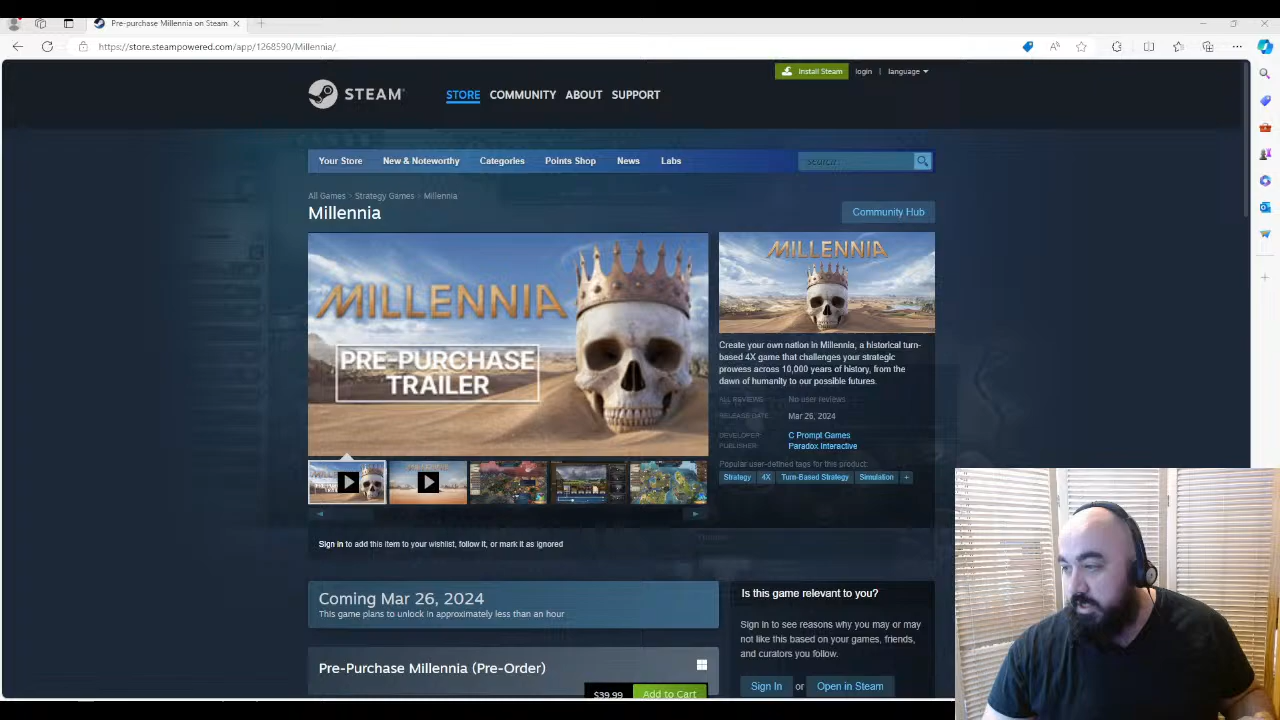 Pre-purchase Millennia on Steam
https://store.steampowered.com/app/1268590/Millennia/
Install Steam
login
|
language
STEAM
STORE
COMMUNITY
ABOUT
SUPPORT
Your Store
New & Noteworthy
Categories
Points Shop
News
Labs
search
All Games > Strategy Games > Millennia
Millennia
Community Hub
MILLENNIA
PRE-PURCHASE
TRAILER
MILLENNIA
Create your own nation in Millennia, a historical turn-
based 4X game that challenges your strategic
prowess across 10,000 years of history, from the
dawn of humanity to our possible futures.
ALL REVIEWS: No user reviews
RELEASE DATE: Mar 26, 2024
DEVELOPER: C Prompt Games
PUBLISHER: Paradox Interactive
Popular user-defined tags for this product:
Strategy
4X
Turn-Based Strategy
Simulation
+
Sign in to add this item to your wishlist, follow it, or mark it as ignored
Coming Mar 26, 2024
This game plans to unlock in approximately less than an hour
Is this game relevant to you?
Sign in to see reasons why you may or may
not like this based on your games, friends,
and curators you follow.
Sign In or Open in Steam
Pre-Purchase Millennia (Pre-Order)
$39.99
Add to Cart